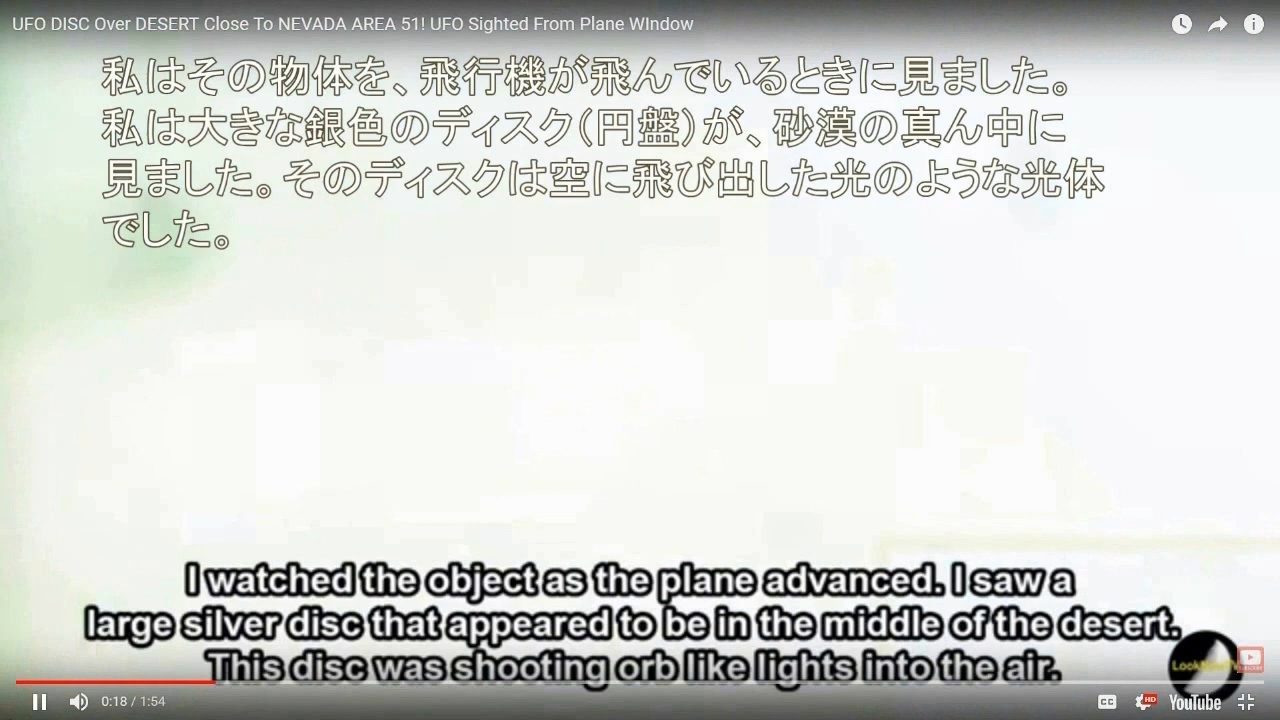 UFO DISC Over DESERT Close To NEVADA AREA 51! UFO Sighted From Plane WIndow
私はその物体を、飛行機が飛んでいるときに見ました。
私は大きな銀色のディスク（円盤）が、砂漠の真ん中に
見ました。そのディスクは空に飛び出した光のような光体
でした。
I watched the object as the plane advanced. I saw a
large silver disc that appeared to be in the middle of the desert.
This disc was shooting orb like lights into the air.
0:18 / 1:54
CC
HD
YouTube